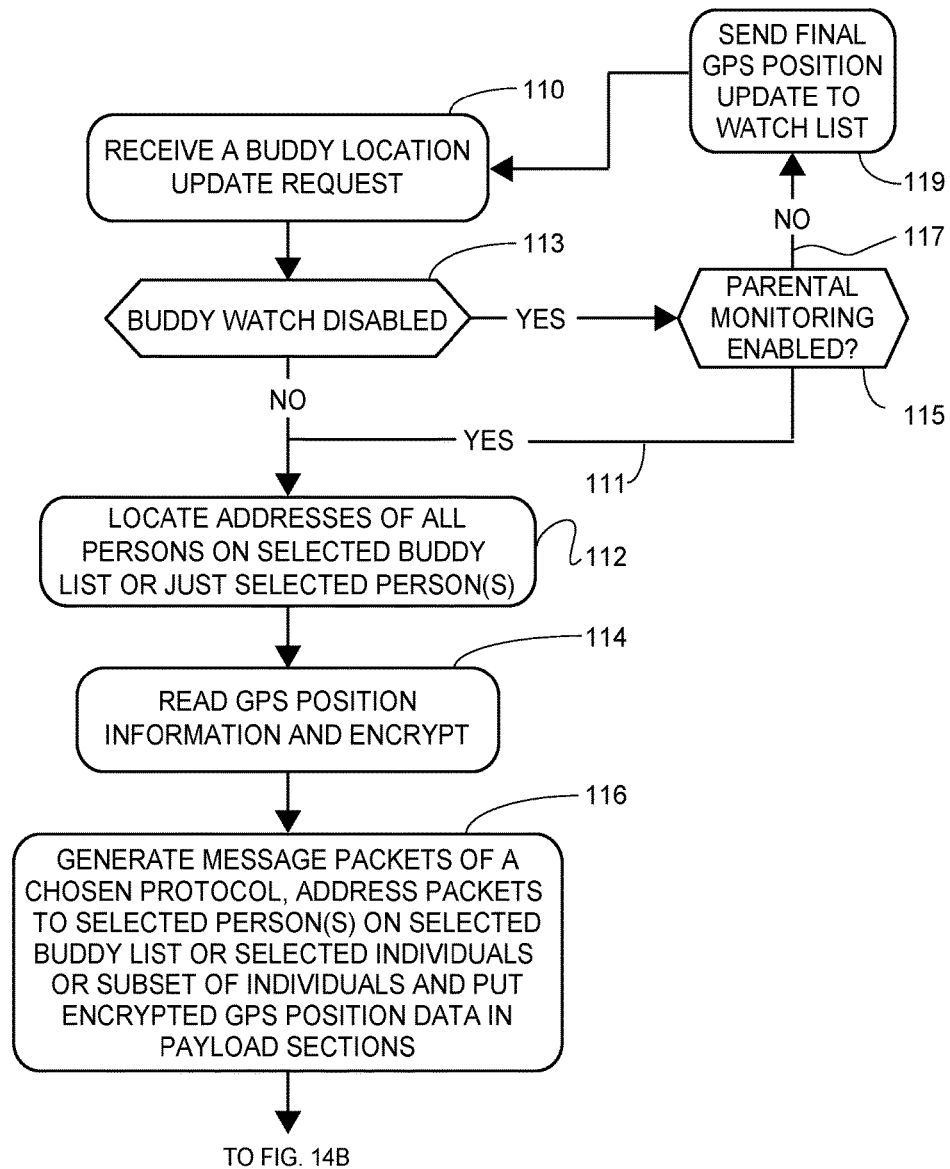 SEND FINAL
GPS POSITION
UPDATE TO
WATCH LIST
119
110
RECEIVE A BUDDY LOCATION
UPDATE REQUEST
NO
117
113
BUDDY WATCH DISABLED
YES
PARENTAL
MONITORING
ENABLED?
115
NO
YES
111
LOCATE ADDRESSES OF ALL
PERSONS ON SELECTED BUDDY
LIST OR JUST SELECTED PERSON(S)
112
114
READ GPS POSITION
INFORMATION AND ENCRYPT
116
GENERATE MESSAGE PACKETS OF A
CHOSEN PROTOCOL, ADDRESS PACKETS
TO SELECTED PERSON(S) ON SELECTED
BUDDY LIST OR SELECTED INDIVIDUALS
OR SUBSET OF INDIVIDUALS AND PUT
ENCRYPTED GPS POSITION DATA IN
PAYLOAD SECTIONS
TO FIG. 14B